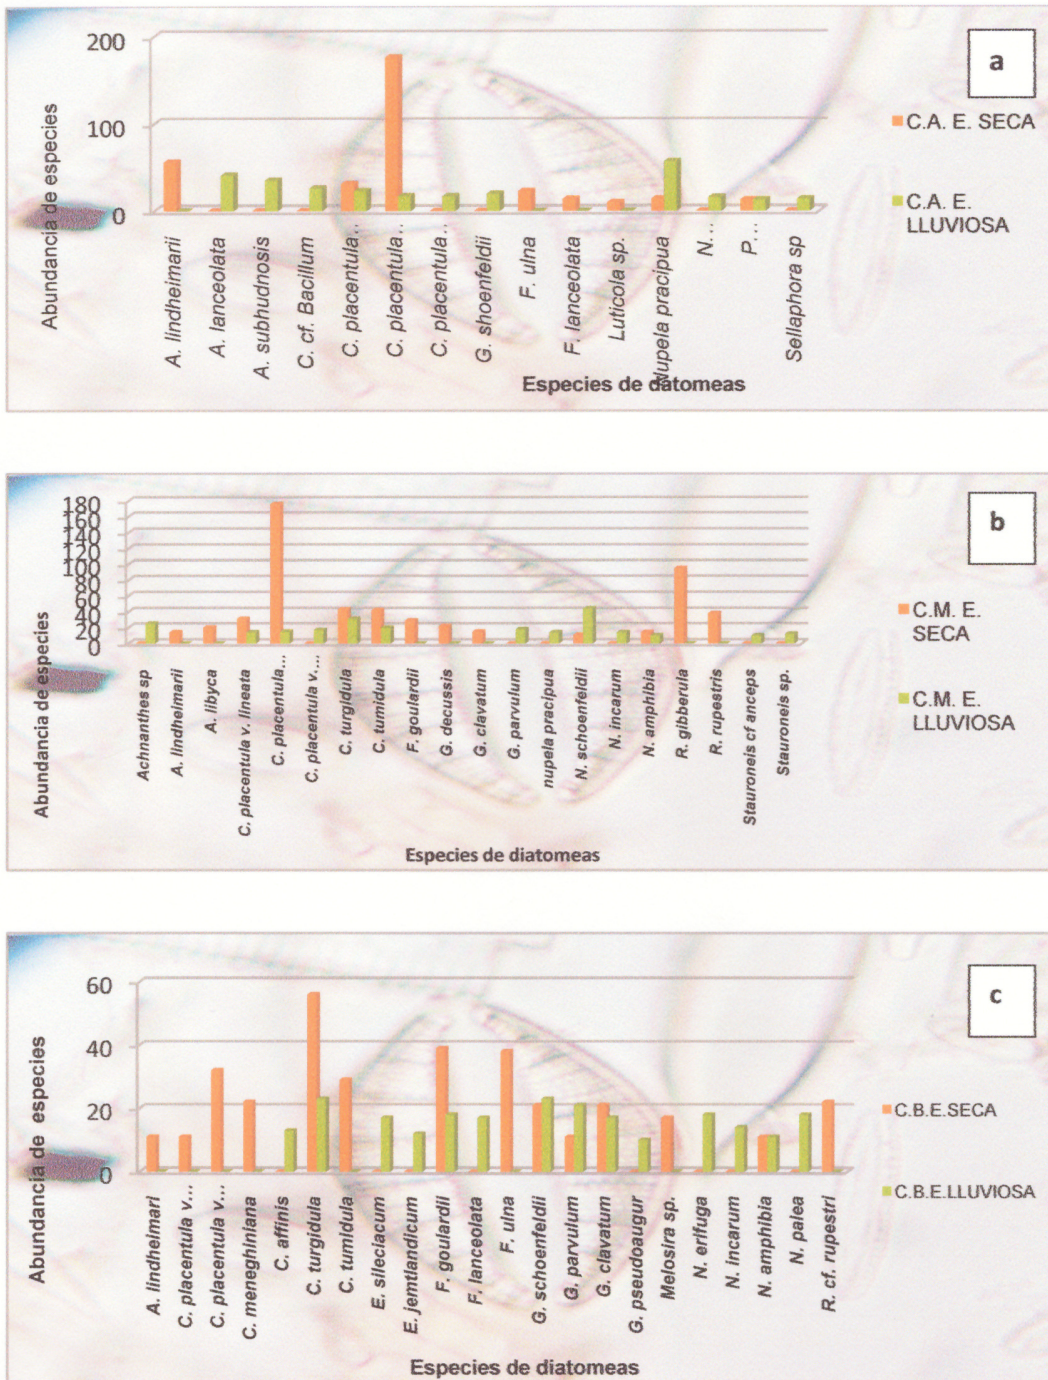 a
200
100
0
Abundancia de especies
A. lindheimarii
A. lanceolata
A. subhudnosis
C. cf. Bacillum
C. placentula..
C. placentula..
C. placentula..
G. shoenfeldii
F. ulna
F. lanceolata
Luticola sp.
Nupela pracipua
N...
P...
Sellaphora sp
Especies de datomeas
C.A. E. SECA
C.A. E.
LLUVIOSA
b
180
160
140
120
100
80
60
40
20
0
Abundancia de especies
Achnanthes sp
A. lindheimarii
A. libyca
C. placentula v. lineata
C. placentula...
C. placentula v....
C. turgidula
C. tumidula
F. goulardii
G. decussis
G. clavatum
G. parvulum
nupela pracipua
N. schoenfeldii
N. incarum
N. amphibia
R. gibberula
R. rupestris
Stauroneis cf anceps
Stauroneis sp.
Especies de diatomeas
C.M. E.
SECA
C.M. E.
LLUVIOSA
c
60
40
20
0
Abundancia de especies
A. lindheimari
C. placentula v...
C. placentula v...
C. meneghiniana
C. affinis
C. turgidula
C. tumidula
E. sileciacum
E. jemtlandicum
F. goulardii
F. lanceolata
F. ulna
G. schoenfeldii
G. parvulum
G. clavatum
G. pseudoaugur
Melosira sp.
N. erifuga
N. incarum
N. amphibia
N. palea
R. cf. rupestri
Especies de diatomeas
C.B.E.SECA
C.B.E.LLUVIOSA